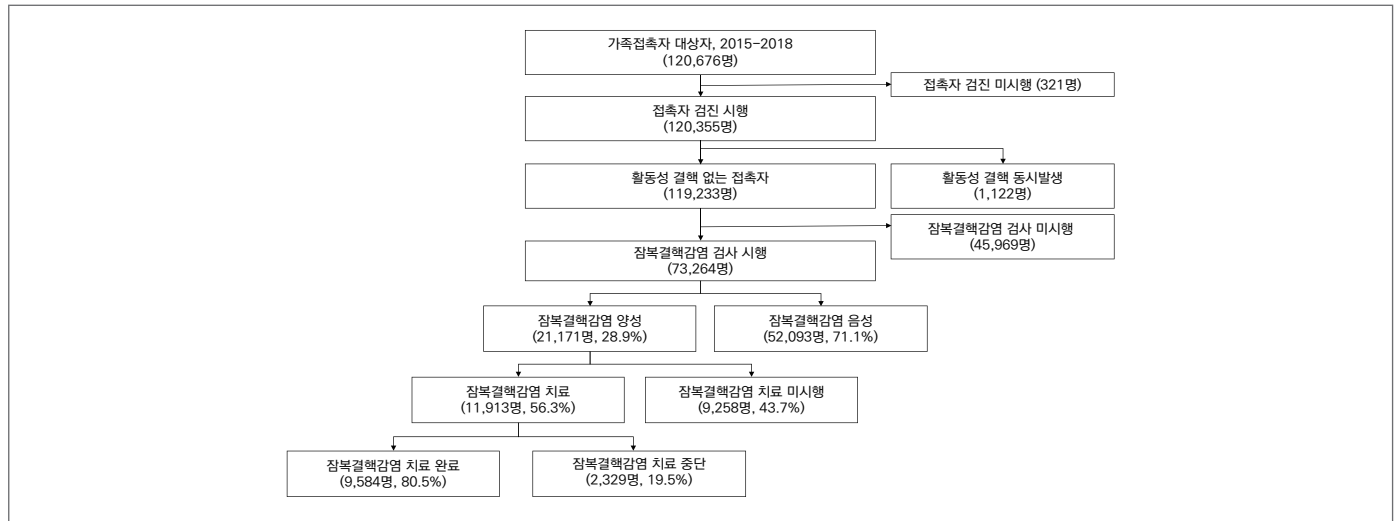 가족접촉자 대상자, 2015-2018
(120,676명)
접촉자 검진 미시행 (321명)
접촉자 검진 시행
(120,355명)
활동성 결핵 없는 접촉자
(119,233명)
활동성 결핵 동시발생
(1,122명)
잠복결핵감염 검사 미시행
(45,969명)
잠복결핵감염 검사 시행
(73,264명)
잠복결핵감염 양성
(21,171명, 28.9%)
잠복결핵감염 음성
(52,093명, 71.1%)
잠복결핵감염 치료
(11,913명, 56.3%)
잠복결핵감염 치료 미시행
(9,258명, 43.7%)
잠복결핵감염 치료 완료
(9,584명, 80.5%)
잠복결핵감염 치료 중단
(2,329명, 19.5%)